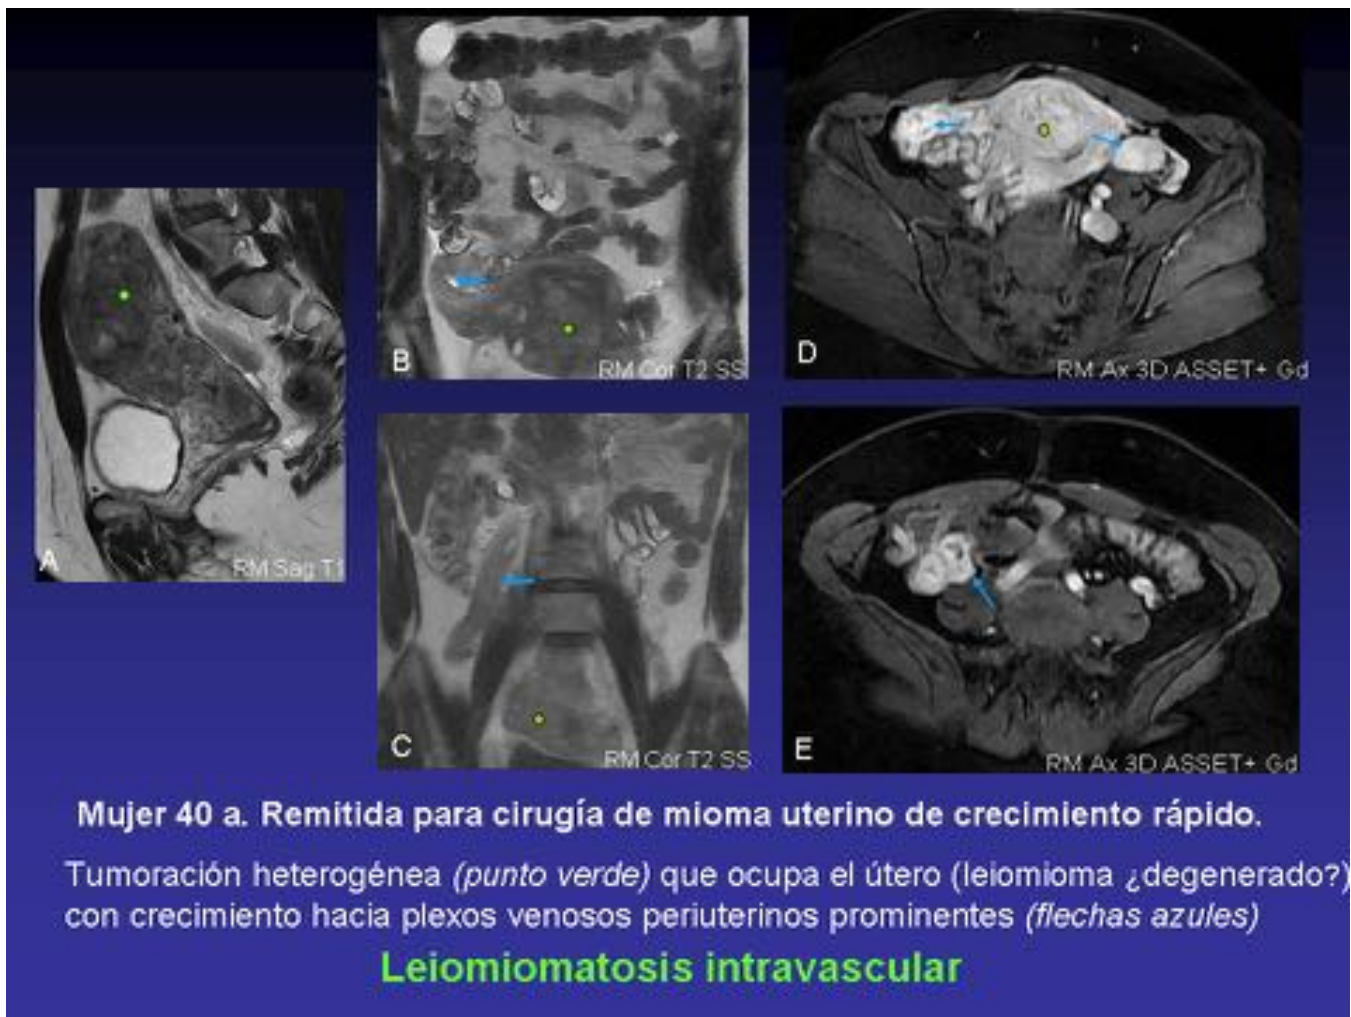 A
RM Sag T1
B
RM Cor T2 SS
C
RM Cor T2 SS
D
RM Ax 3D ASSET+ Gd
E
RM Ax 3D ASSET+ Gd
Mujer 40 a. Remitida para cirugía de mioma uterino de crecimiento rápido.
Tumoración heterogénea (punto verde) que ocupa el útero (leiomioma ¿degenerado?)
con crecimiento hacia plexos venosos periuterinos prominentes (flechas azules)
Leiomiomatosis intravascular